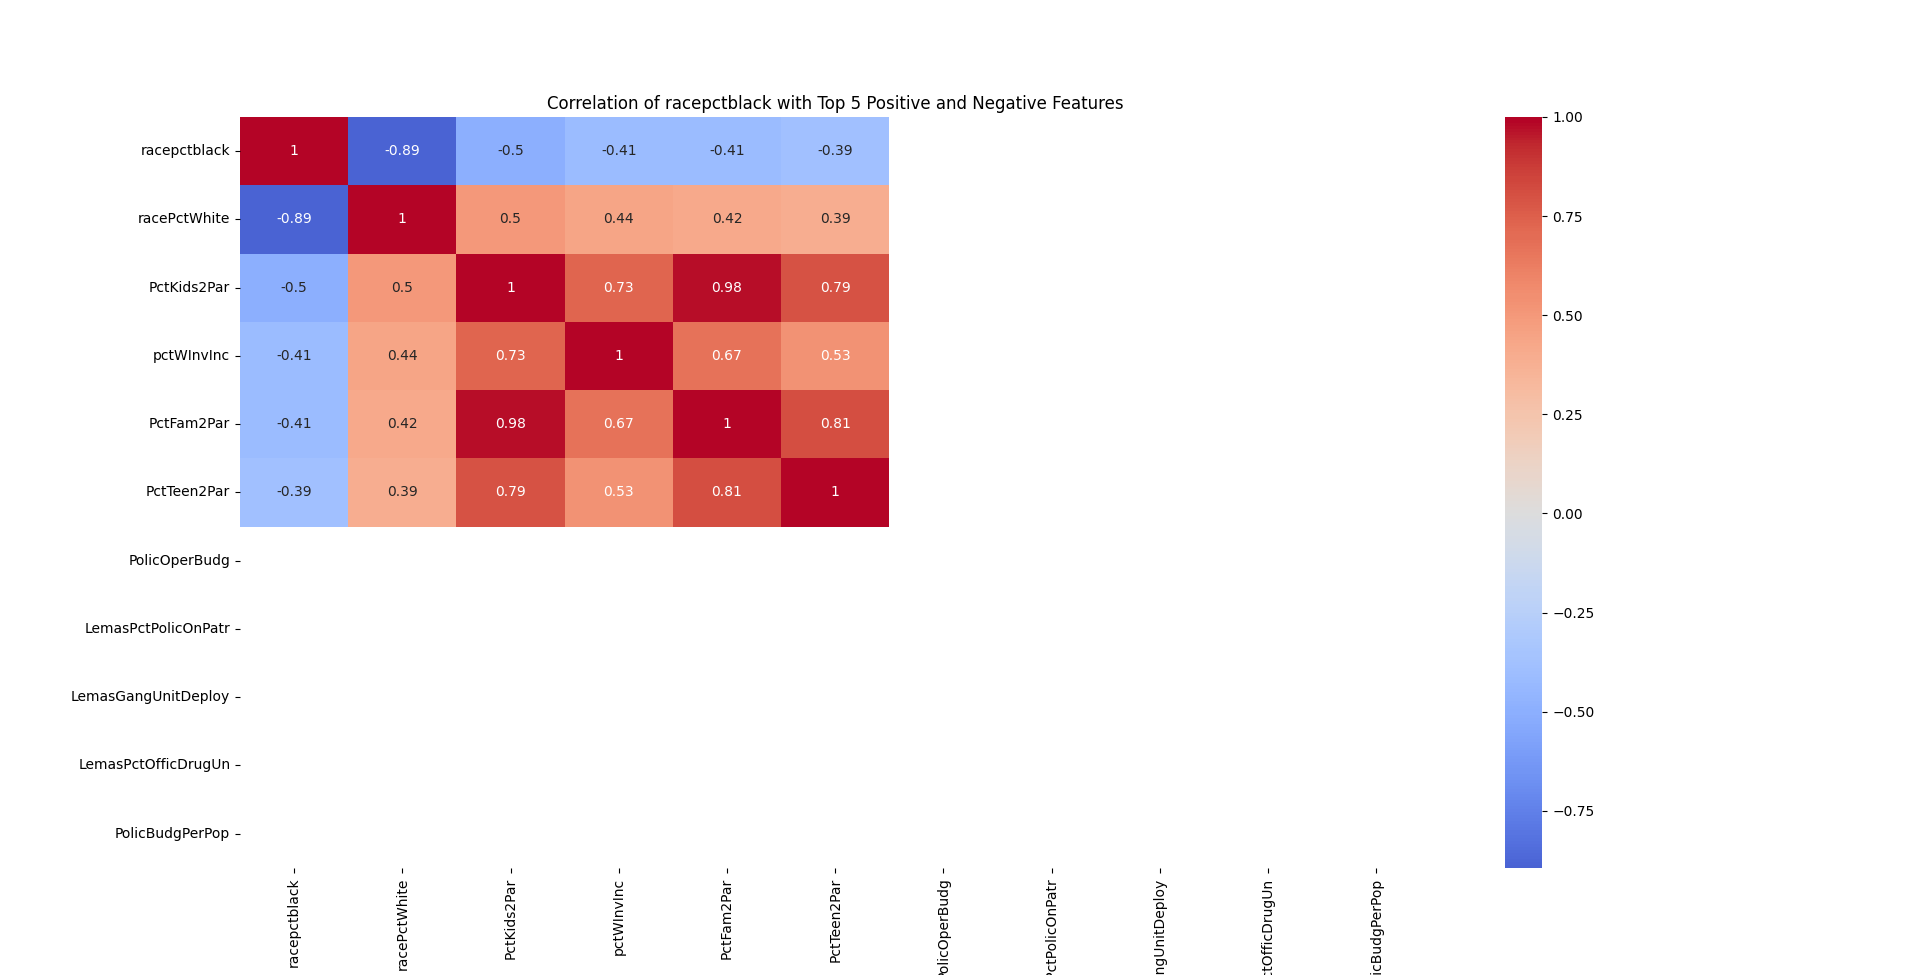 Correlation of racepctblack with Top 5 Positive and Negative Features
racepctblack 1 -0.89 -0.5 -0.41 -0.41 -0.39
racePctWhite -0.89 1 0.5 0.44 0.42 0.39
PctKids2Par -0.5 0.5 1 0.73 0.98 0.79
pctWInvInc -0.41 0.44 0.73 1 0.67 0.53
PctFam2Par -0.41 0.42 0.98 0.67 1 0.81
PctTeen2Par -0.39 0.39 0.79 0.53 0.81 1
PolicOperBudg
LemasPctPolicOnPatr
LemasGangUnitDeploy
LemasPctOfficDrugUn
PolicBudgPerPop
racepctblack
racePctWhite
PctKids2Par
pctWInvInc
PctFam2Par
PctTeen2Par
PolicOperBudg
PctPolicOnPatr
ngUnitDeploy
ctOfficDrugUn
icBudgPerPop
1.00
0.75
0.50
0.25
0.00
−0.25
−0.50
−0.75